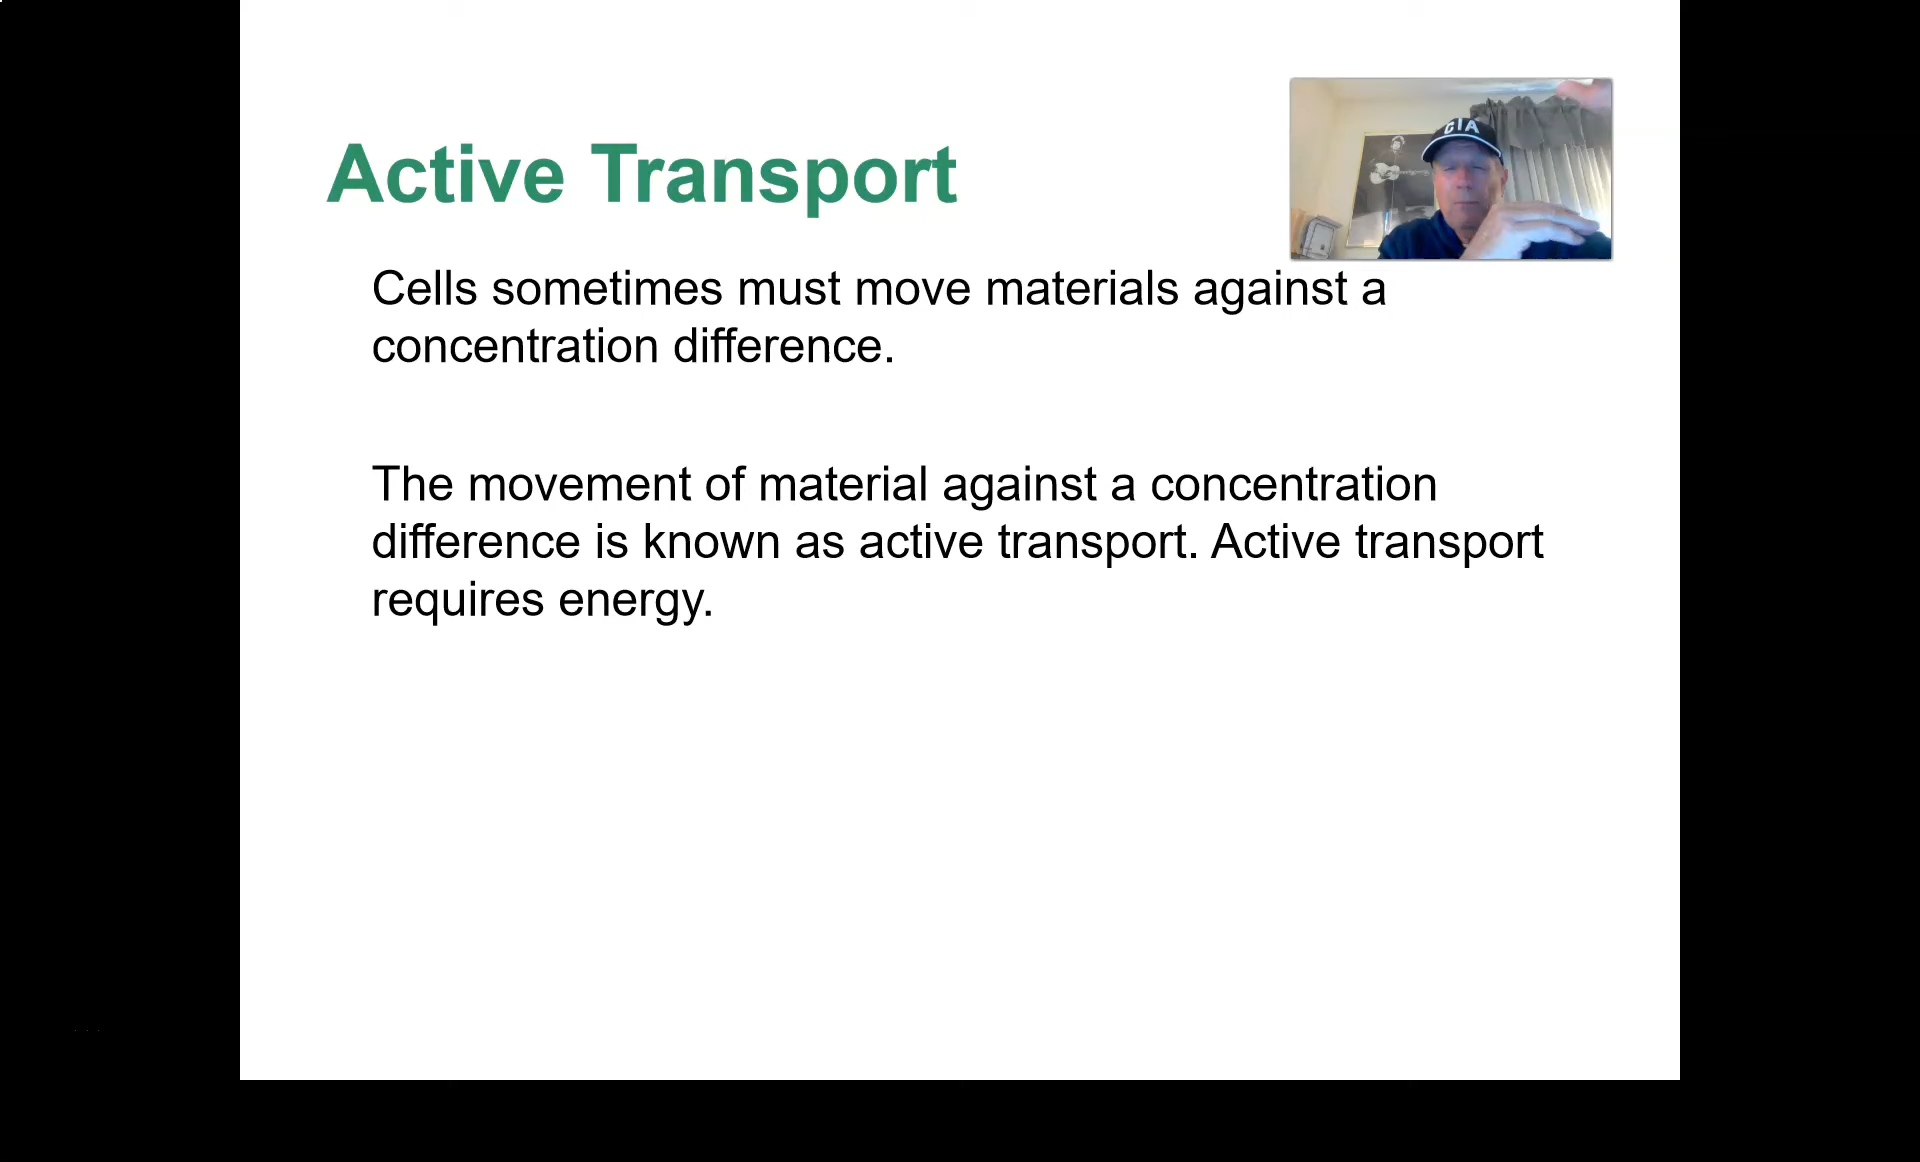 Active Transport
CIA
Cells sometimes must move materials against a
concentration difference.
The movement of material against a concentration
difference is known as active transport. Active transport
requires energy.